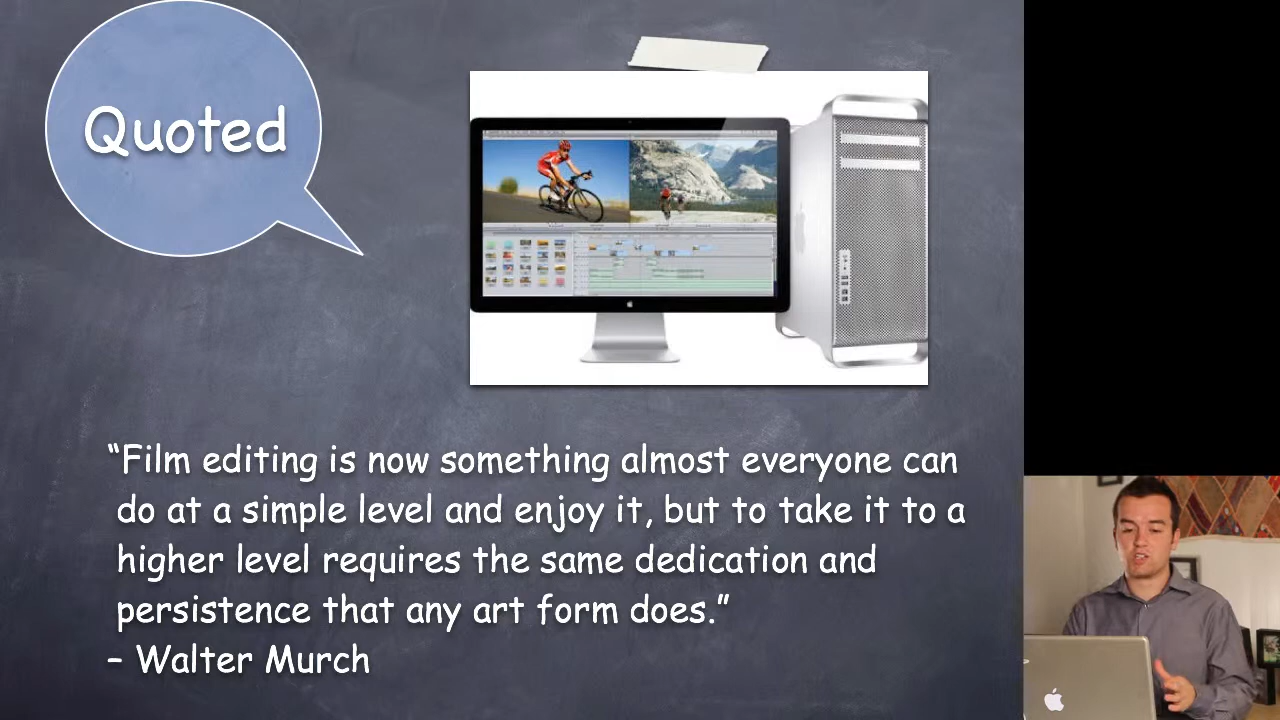 Quoted
“Film editing is now something almost everyone can
do at a simple level and enjoy it, but to take it to a
higher level requires the same dedication and
persistence that any art form does.”
– Walter Murch